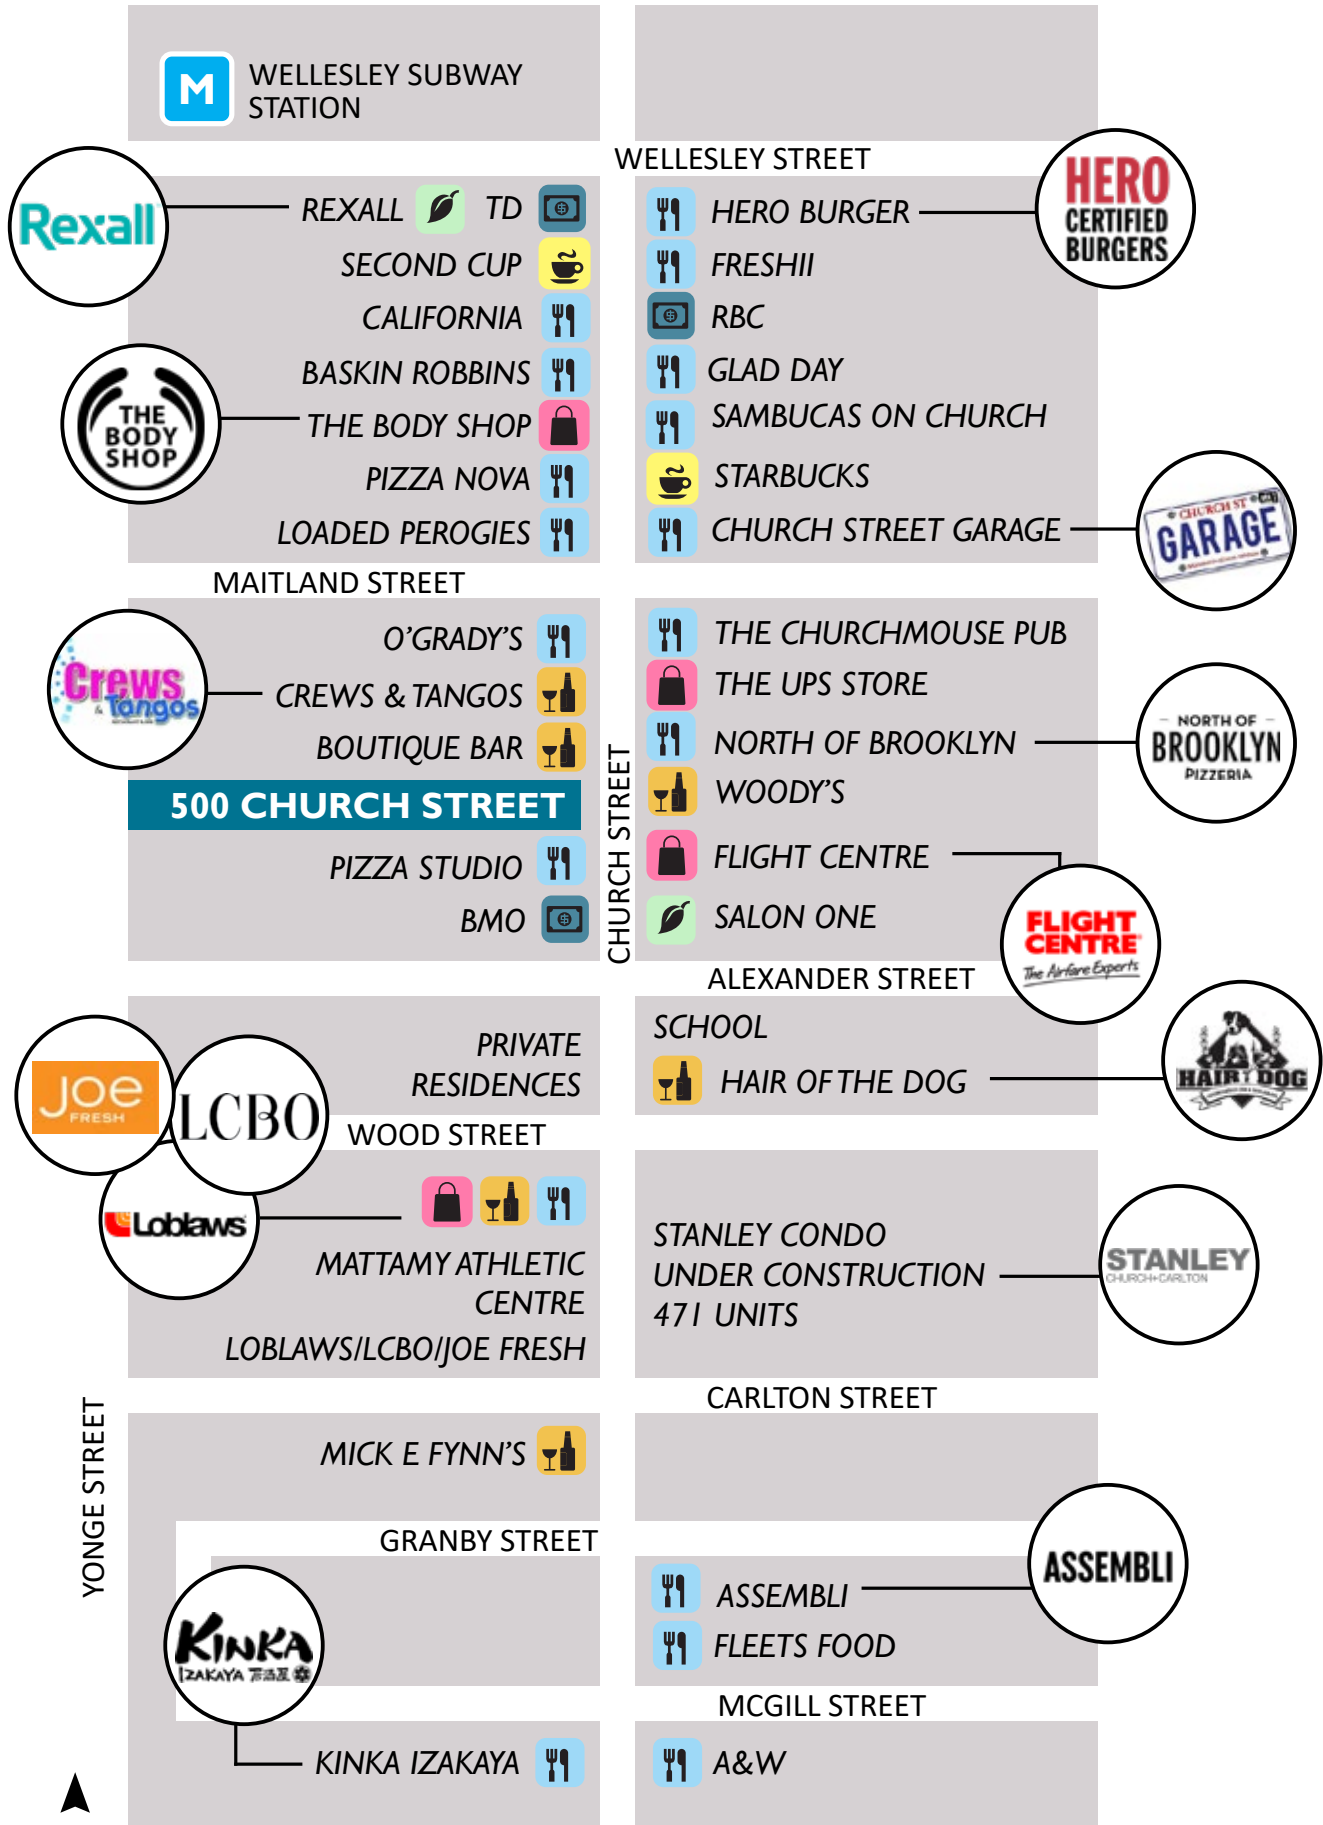 M
WELLESLEY SUBWAY
STATION
WELLESLEY STREET
Rexall
REXALL
TD
SECOND CUP
CALIFORNIA
BASKIN ROBBINS
THE BODY SHOP
THE
BODY
SHOP
PIZZA NOVA
LOADED PEROGIES
HERO BURGER
HERO
CERTIFIED
BURGERS
FRESHII
RBC
GLAD DAY
SAMBUCAS ON CHURCH
STARBUCKS
CHURCH STREET GARAGE
CHURCH ST
GARAGE
MAITLAND STREET
O'GRADY'S
CREWS & TANGOS
Crews
& Tangos
BOUTIQUE BAR
500 CHURCH STREET
PIZZA STUDIO
BMO
CHURCH STREET
THE CHURCHMOUSE PUB
THE UPS STORE
NORTH OF BROOKLYN
NORTH OF
BROOKLYN
PIZZERIA
WOODY'S
FLIGHT CENTRE
FLIGHT
CENTRE
The Airfare Experts
SALON ONE
ALEXANDER STREET
PRIVATE
RESIDENCES
SCHOOL
HAIR OF THE DOG
HAIR DOG
Joe
FRESH
LCBO
Loblaws
WOOD STREET
MATTAMY ATHLETIC
CENTRE
LOBLAWS/LCBO/JOE FRESH
STANLEY CONDO
UNDER CONSTRUCTION
471 UNITS
STANLEY
CHURCH+CARLTON
CARLTON STREET
YONGE STREET
MICK E FYNN'S
GRANBY STREET
KINKA
IZAKAYA
KINKA IZAKAYA
ASSEMBLI
ASSEMBLI
FLEETS FOOD
MCGILL STREET
A&W